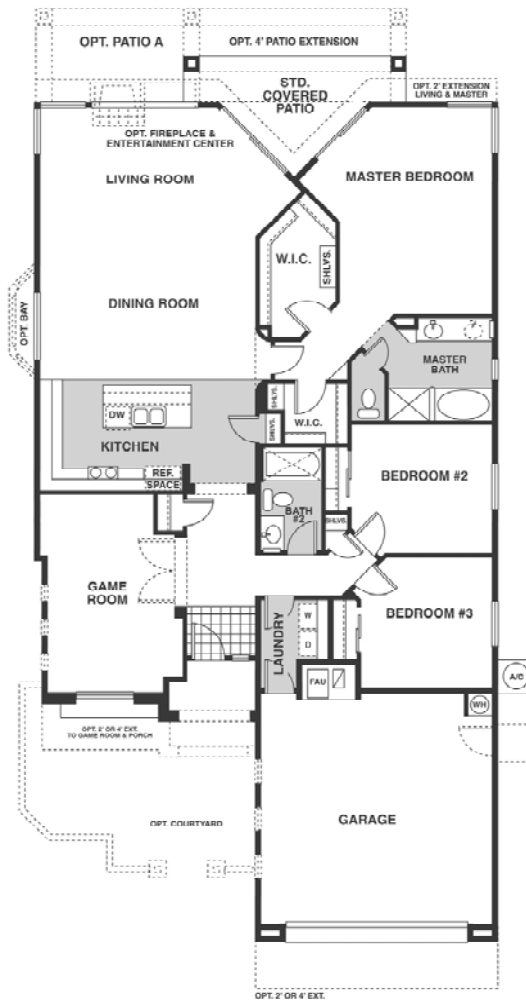 OPT. PATIO A
OPT. 4' PATIO EXTENSION
STD.
COVERED
PATIO
OPT. 2' EXTENSION
LIVING & MASTER
OPT. FIREPLACE &
ENTERTAINMENT CENTER
LIVING ROOM
MASTER BEDROOM
W.I.C.
SHLVS.
DINING ROOM
OPT. BAY
MASTER
BATH
DW
KITCHEN
SHLVS.
SHLVS.
W.I.C.
REF.
SPACE
BEDROOM #2
BATH
#2
SHLVS.
GAME
ROOM
BEDROOM #3
LAUNDRY
W
D
FAU
A/C
WH
OPT. 2' OR 4' EXT.
TO GAME ROOM & PORCH
OPT. COURTYARD
GARAGE
OPT. 2' OR 4' EXT.